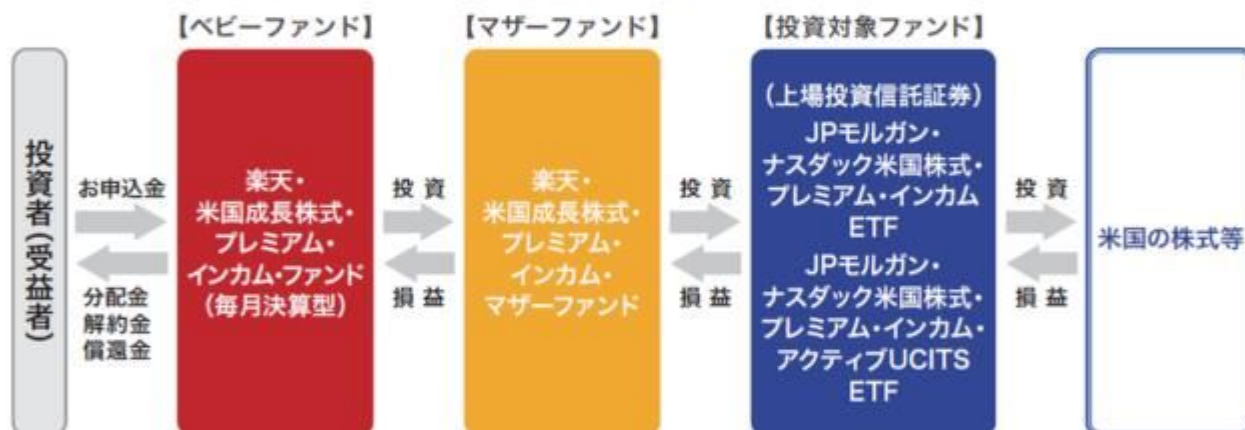 【ベビーファンド】
【マザーファンド】
【投資対象ファンド】
投資者(受益者)
お申込金
分配金
解約金
償還金
楽天・
米国成長株式・
プレミアム・
インカム・ファンド
(毎月決算型)
投資
損益
楽天・
米国成長株式・
プレミアム・
インカム・
マザーファンド
投資
損益
(上場投資信託証券)
JPモルガン・
ナスダック米国株式・
プレミアム・インカム
ETF
JPモルガン・
ナスダック米国株式・
プレミアム・インカム・
アクティブUCITS
ETF
投資
損益
米国の株式等